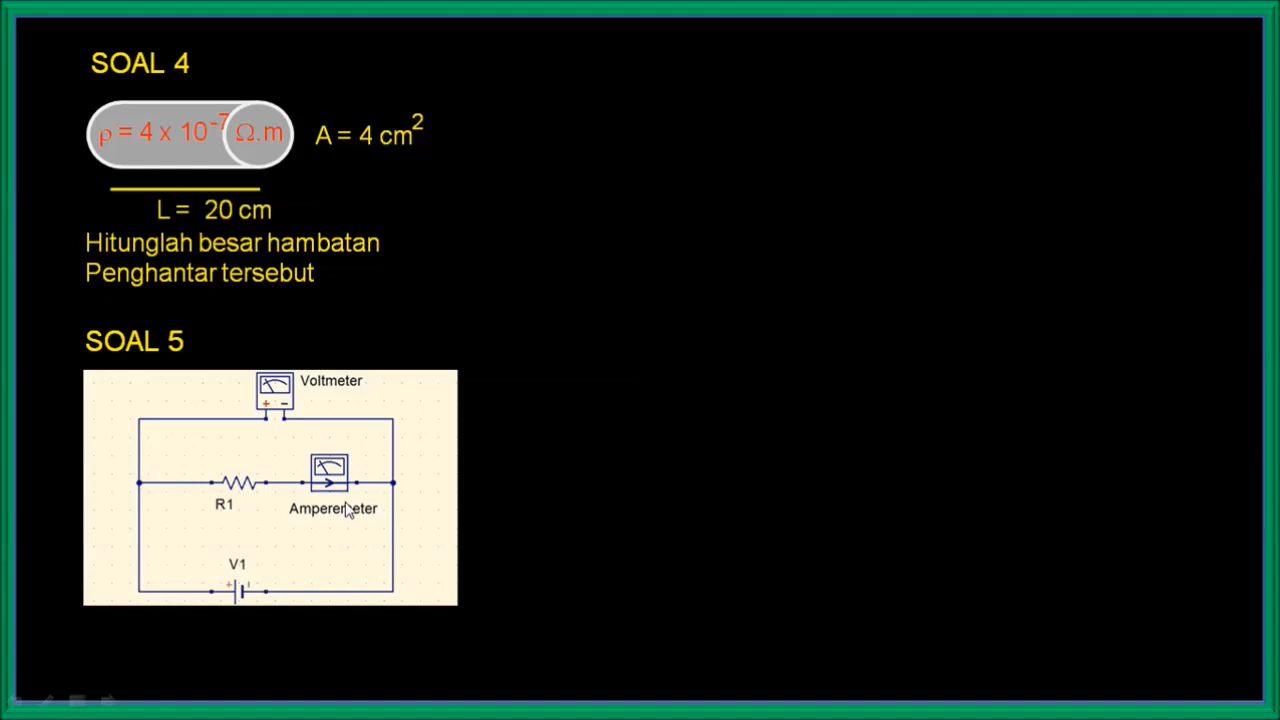 SOAL 4
ρ = 4 x 10⁻⁷ Ω.m
A = 4 cm²
L = 20 cm
Hitunglah besar hambatan
Penghantar tersebut
SOAL 5
Voltmeter
+ −
R1
Amperemeter
V1
+